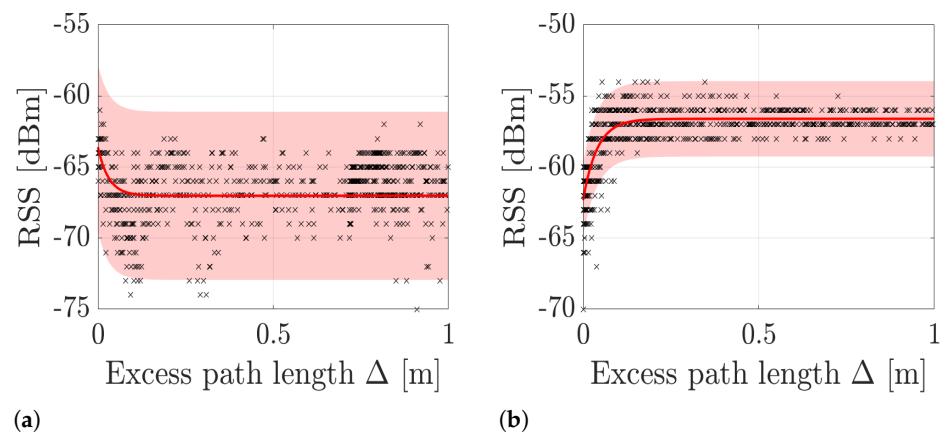 -55
-60
-65
-70
-75
RSS [dBm]
0
0.5
1
Excess path length Δ [m]
(a)
-50
-55
-60
-65
-70
RSS [dBm]
0
0.5
1
Excess path length Δ [m]
(b)